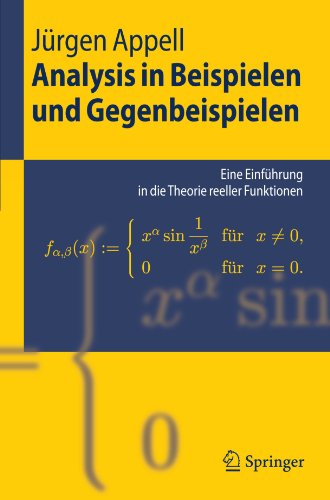 Jürgen Appell
Analysis in Beispielen
und Gegenbeispielen
Eine Einführung
in die Theorie reeller Funktionen
f_{α,β}(x) := { x^α sin 1/x^β für x ≠ 0,
0 für x = 0.
x^α sin
= {
0
Springer